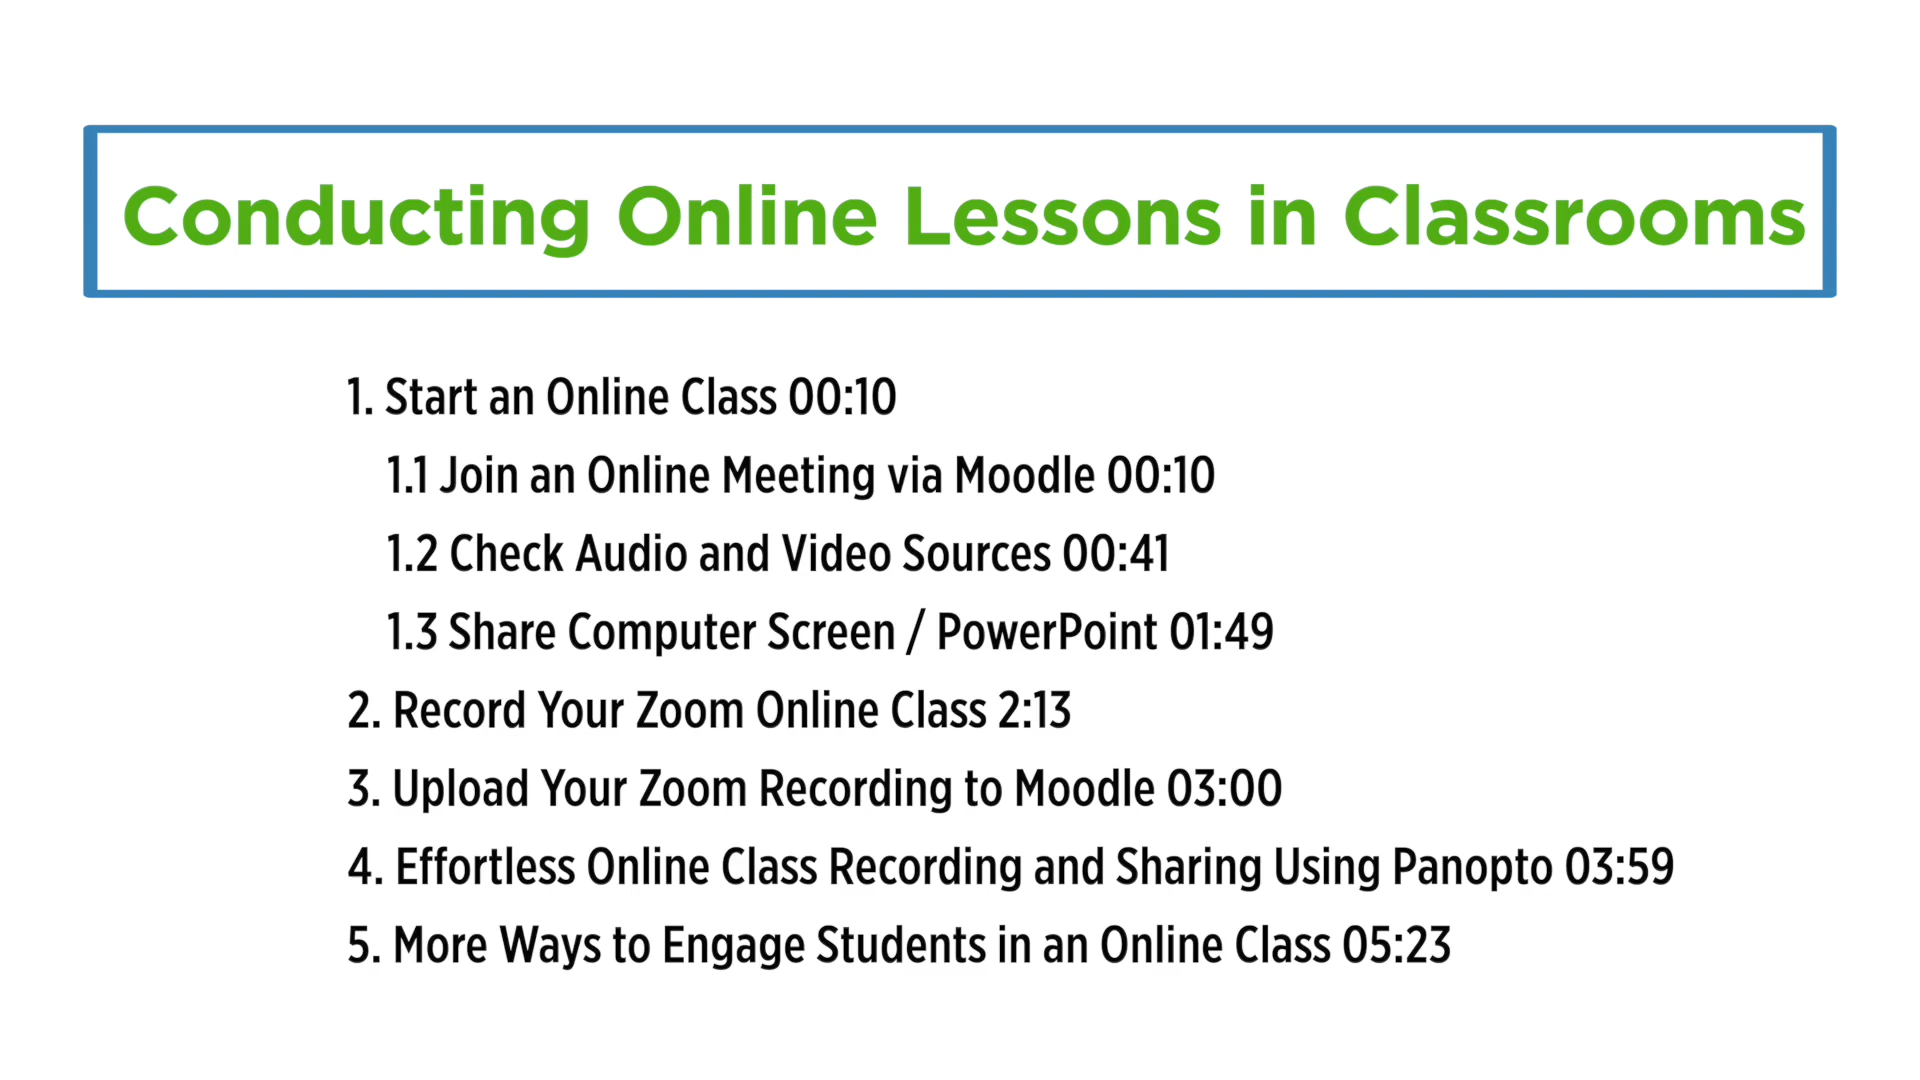 Conducting Online Lessons in Classrooms
1. Start an Online Class 00:10
1.1 Join an Online Meeting via Moodle 00:10
1.2 Check Audio and Video Sources 00:41
1.3 Share Computer Screen / PowerPoint 01:49
2. Record Your Zoom Online Class 2:13
3. Upload Your Zoom Recording to Moodle 03:00
4. Effortless Online Class Recording and Sharing Using Panopto 03:59
5. More Ways to Engage Students in an Online Class 05:23